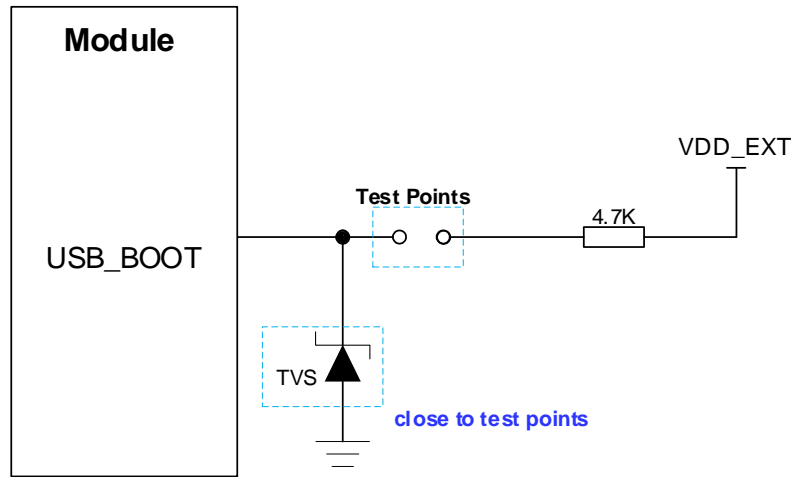 Module
VDD_EXT
Test Points
4.7K
USB_BOOT
TVS
close to test points